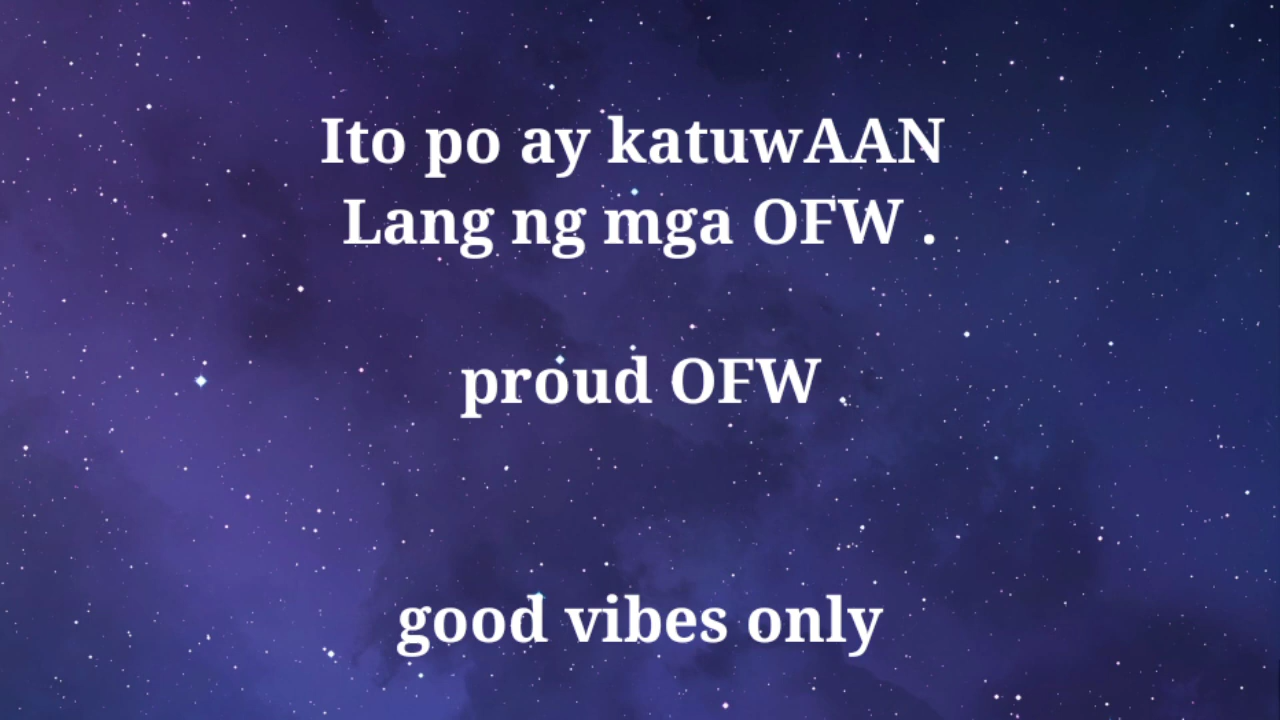 Ito po ay katuwAAN
Lang ng mga OFW .
proud OFW
good vibes only